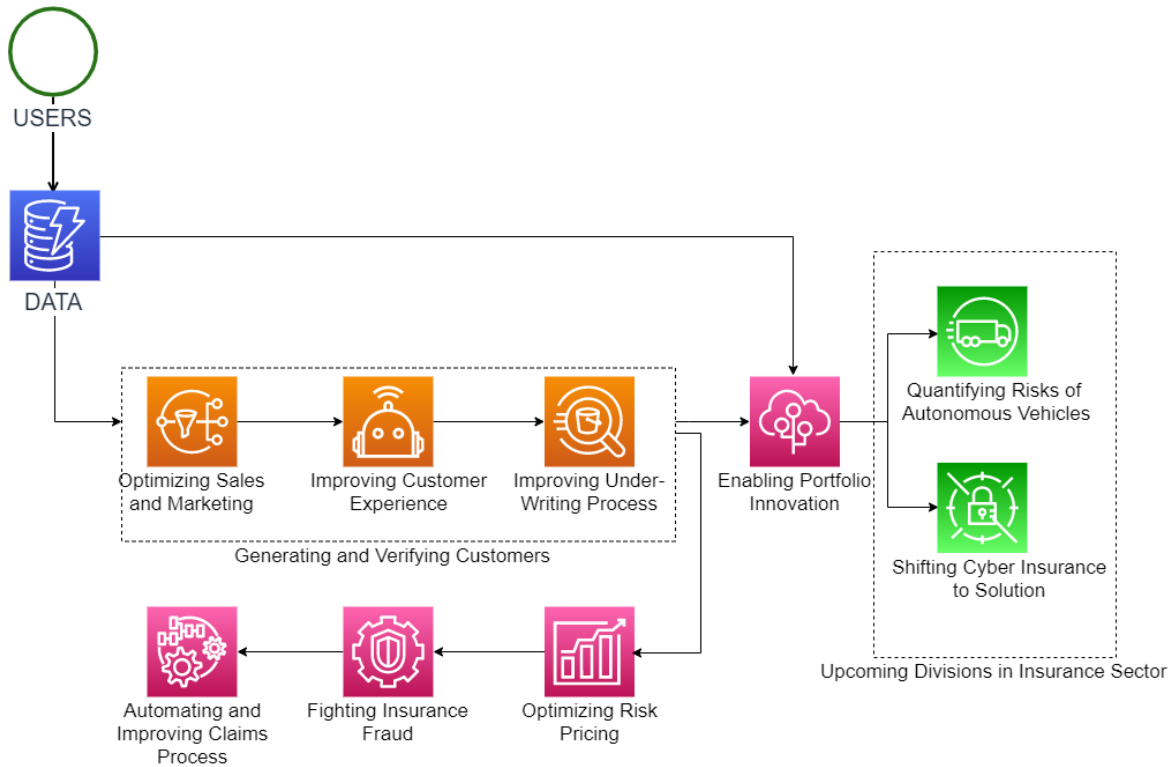 USERS
DATA
Optimizing Sales
and Marketing
Improving Customer
Experience
Improving Under-
Writing Process
Generating and Verifying Customers
Enabling Portfolio
Innovation
Quantifying Risks of
Autonomous Vehicles
Shifting Cyber Insurance
to Solution
Upcoming Divisions in Insurance Sector
Automating and
Improving Claims
Process
Fighting Insurance
Fraud
Optimizing Risk
Pricing